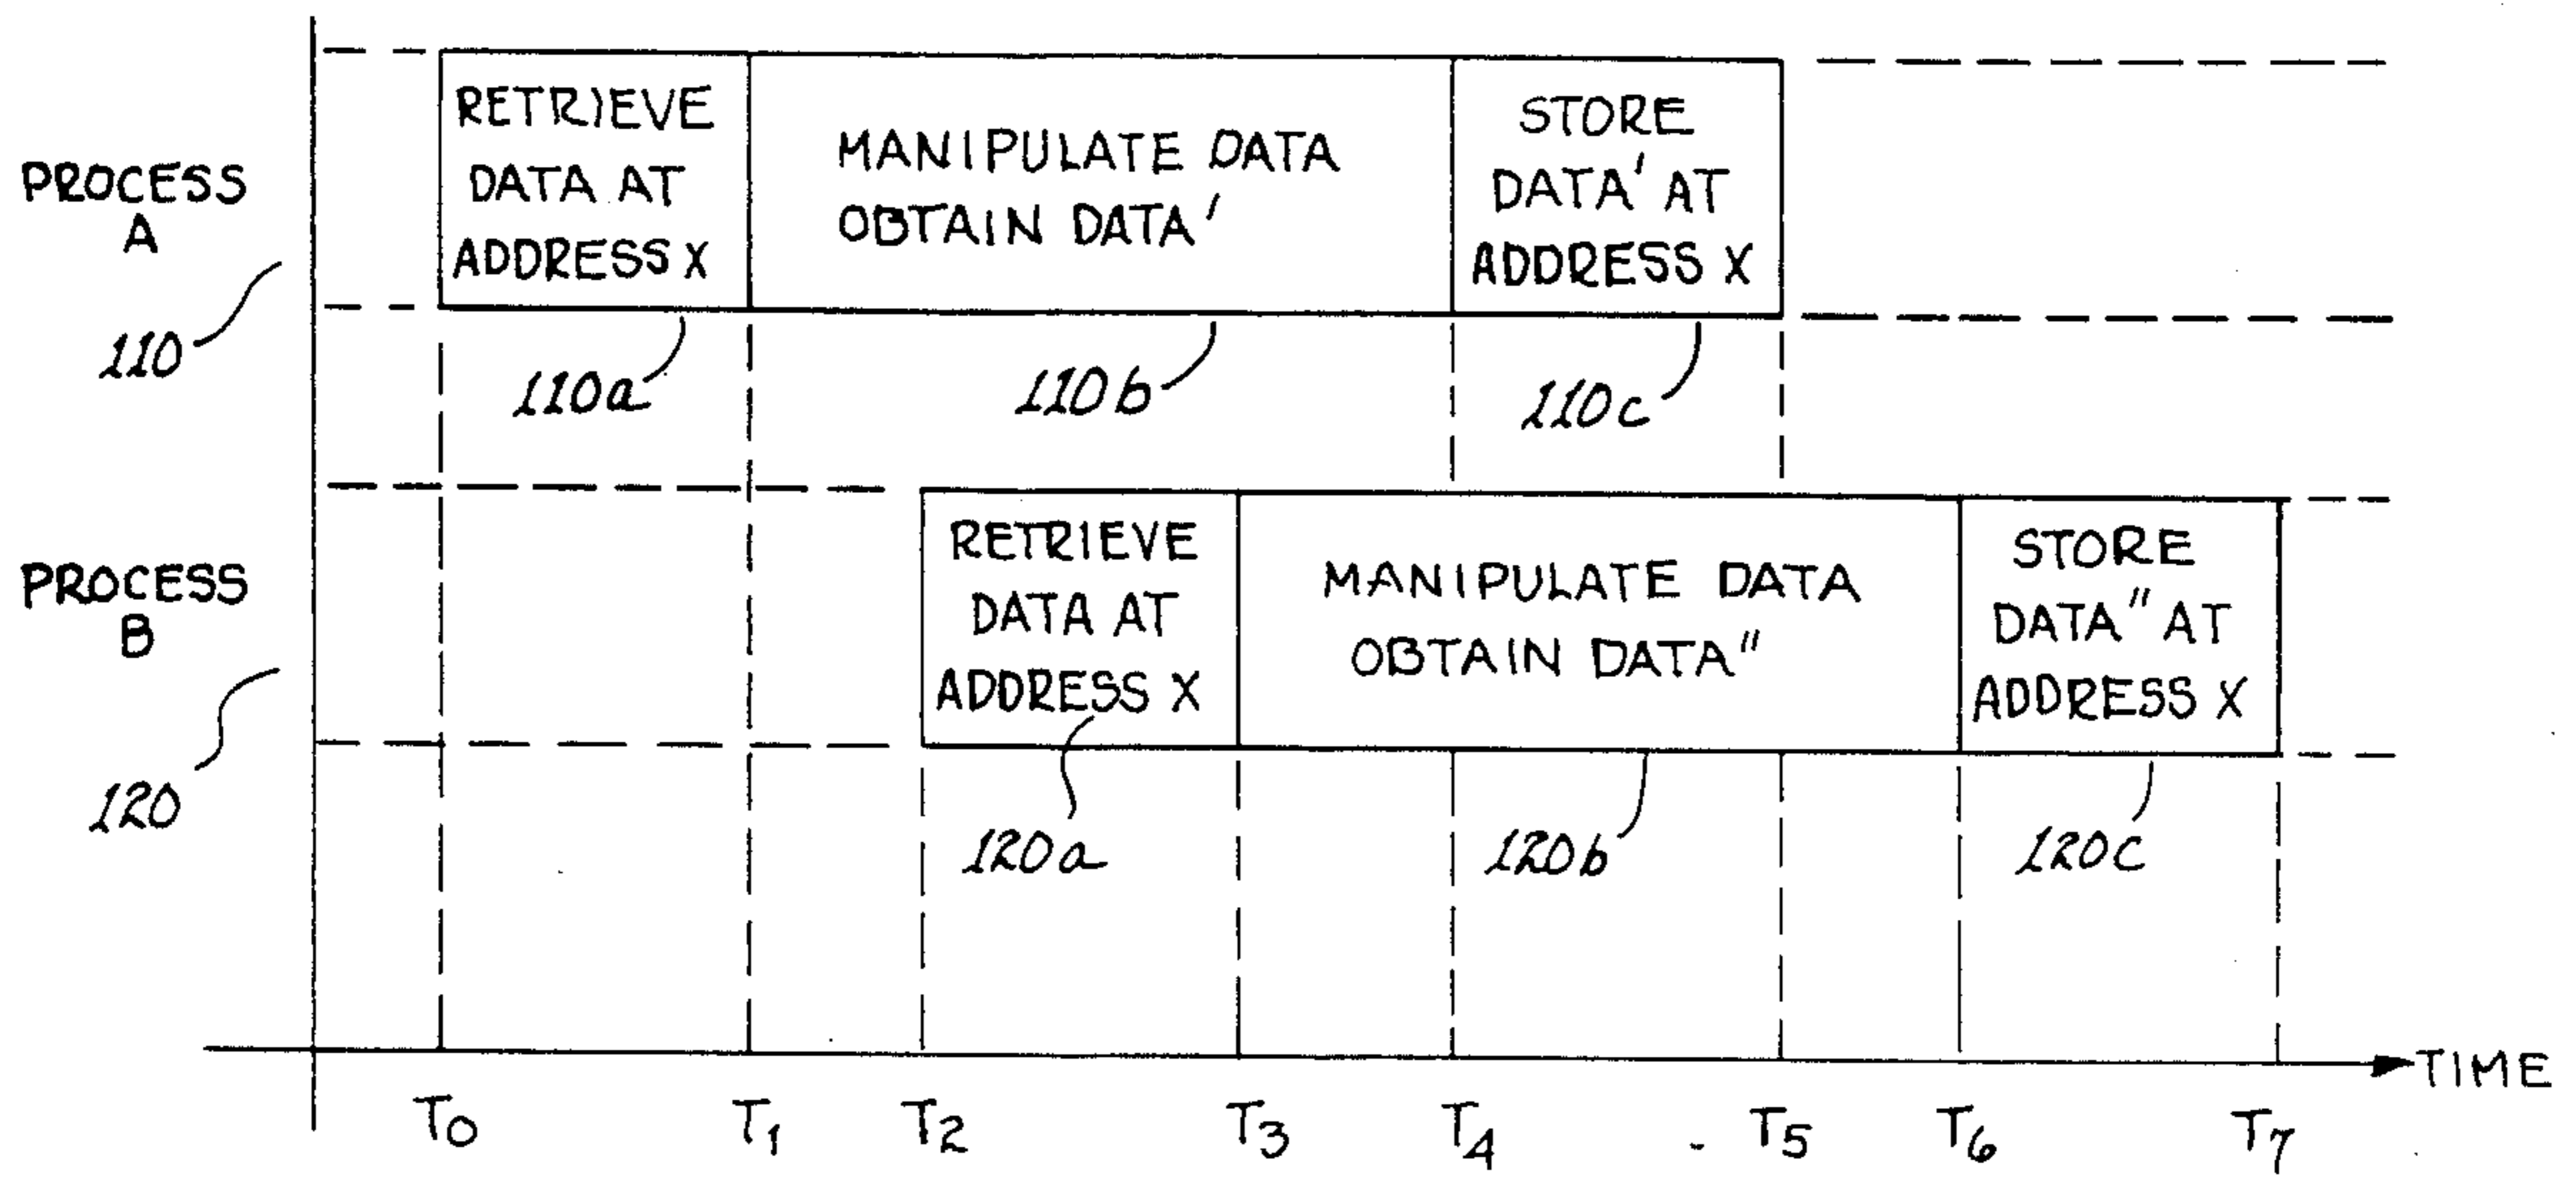 PROCESS
A
110
RETRIEVE
DATA AT
ADDRESS X
110a
MANIPULATE DATA
OBTAIN DATA'
110b
STORE
DATA' AT
ADDRESS X
110c
PROCESS
B
120
RETRIEVE
DATA AT
ADDRESS X
120a
MANIPULATE DATA
OBTAIN DATA"
120b
STORE
DATA" AT
ADDRESS X
120c
TIME
T0 T1 T2 T3 T4 T5 T6 T7